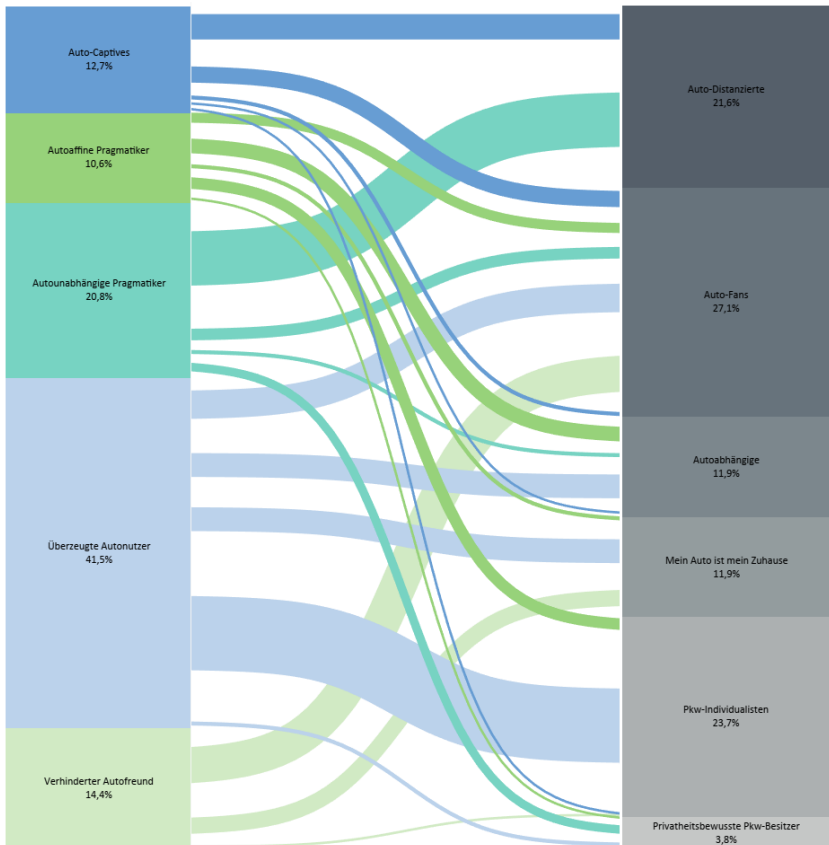 Auto-Captives
12,7%
Autoaffine Pragmatiker
10,6%
Autounabhängige Pragmatiker
20,8%
Überzeugte Autonutzer
41,5%
Verhinderter Autofreund
14,4%
Auto-Distanzierte
21,6%
Auto-Fans
27,1%
Autoabhängige
11,9%
Mein Auto ist mein Zuhause
11,9%
Pkw-Individualisten
23,7%
Privatheitsbewusste Pkw-Besitzer
3,8%